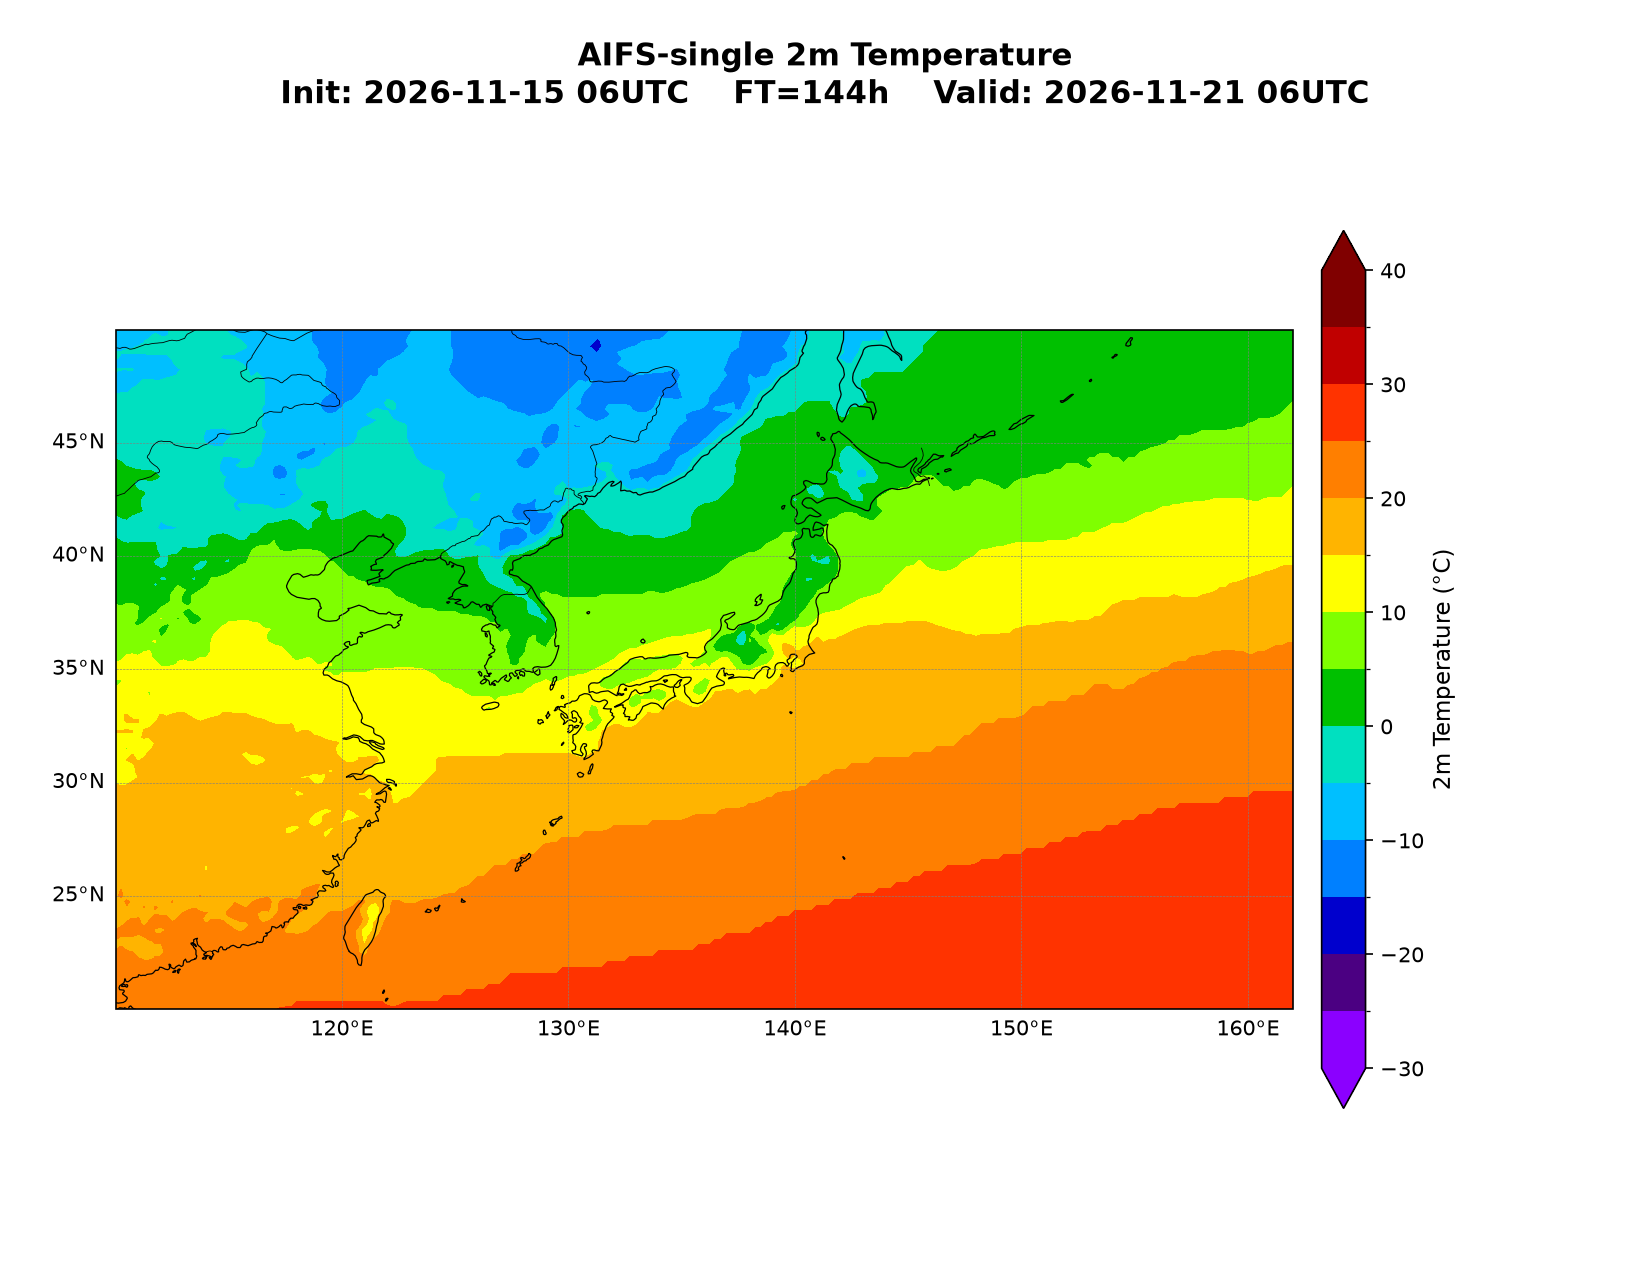 AIFS-single 2m Temperature
Init: 2026-11-15 06UTC    FT=144h    Valid: 2026-11-21 06UTC
45°N
40°N
35°N
30°N
25°N
120°E
130°E
140°E
150°E
160°E
40
30
20
10
0
−10
−20
−30
2m Temperature (°C)